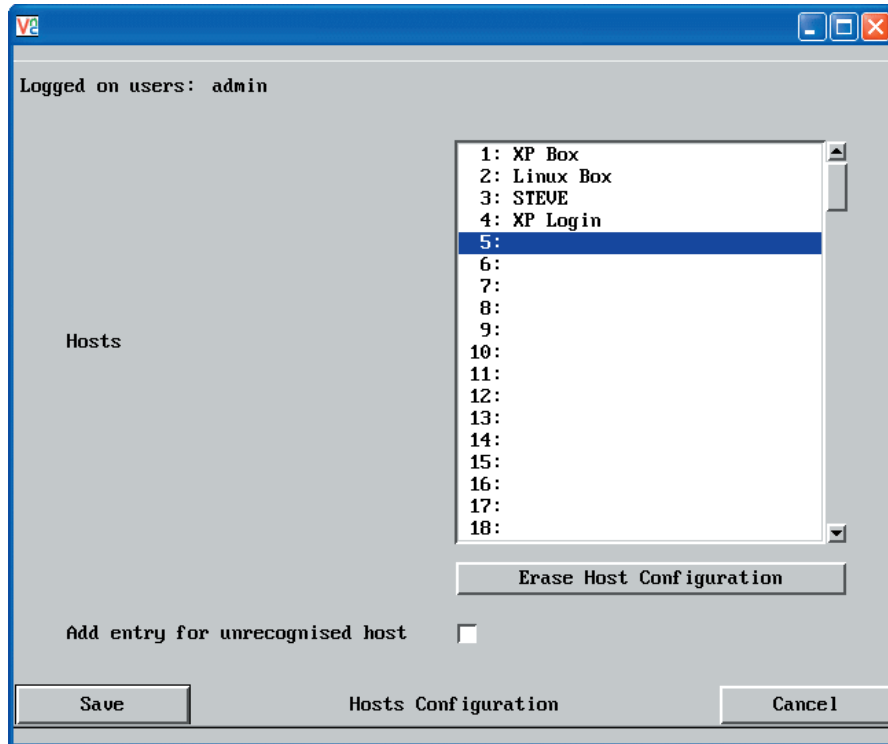 VNC
Logged on users: admin
1: XP Box
2: Linux Box
3: STEVE
4: XP Login
5:
6:
7:
8:
9:
10:
11:
12:
13:
14:
15:
16:
17:
18:
Hosts
Erase Host Configuration
Add entry for unrecognised host
Save
Hosts Configuration
Cancel